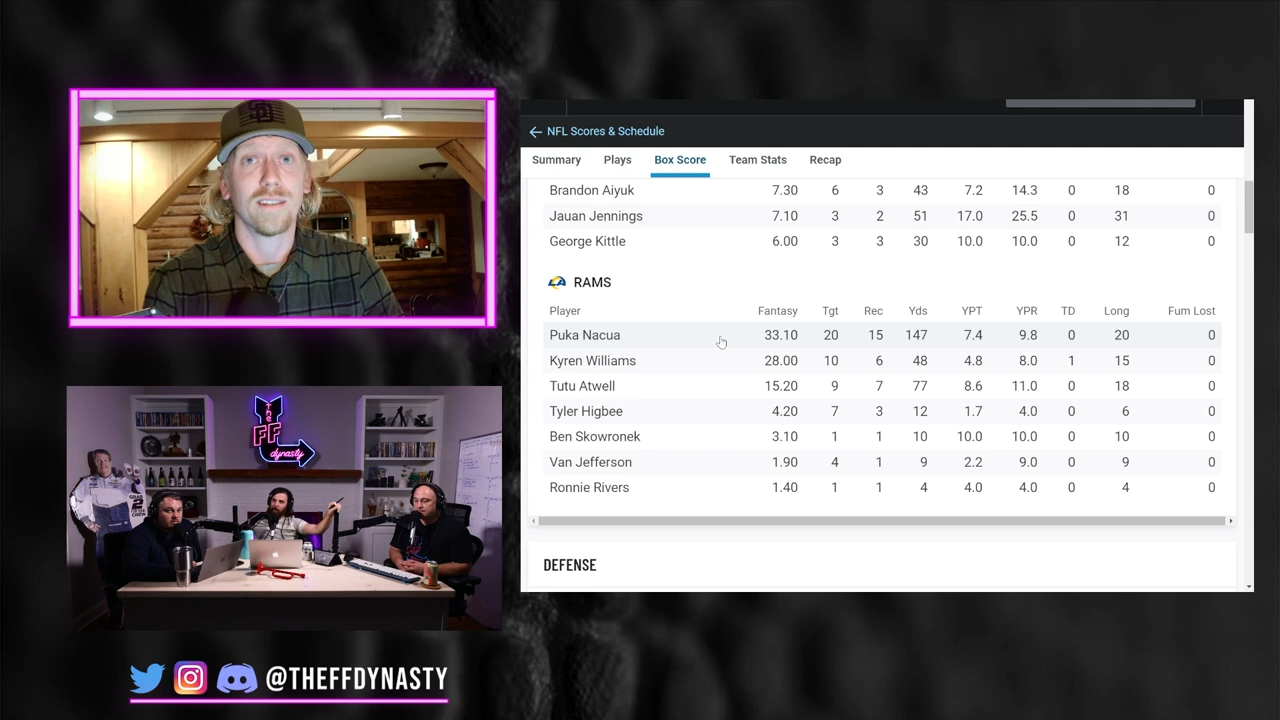 SD
THE
FF
dynasty
GRAB
2
@THEFFDYNASTY
NFL Scores & Schedule
Summary Plays Box Score Team Stats Recap
Brandon Aiyuk 7.30 6 3 43 7.2 14.3 0 18 0
Jauan Jennings 7.10 3 2 51 17.0 25.5 0 31 0
George Kittle 6.00 3 3 30 10.0 10.0 0 12 0
RAMS
Player Fantasy Tgt Rec Yds YPT YPR TD Long Fum Lost
Puka Nacua 33.10 20 15 147 7.4 9.8 0 20 0
Kyren Williams 28.00 10 6 48 4.8 8.0 1 15 0
Tutu Atwell 15.20 9 7 77 8.6 11.0 0 18 0
Tyler Higbee 4.20 7 3 12 1.7 4.0 0 6 0
Ben Skowronek 3.10 1 1 10 10.0 10.0 0 10 0
Van Jefferson 1.90 4 1 9 2.2 9.0 0 9 0
Ronnie Rivers 1.40 1 1 4 4.0 4.0 0 4 0
DEFENSE